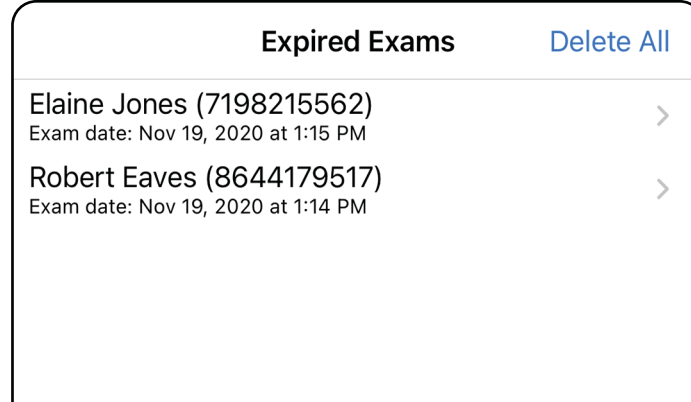 Expired Exams
Delete All
Elaine Jones (7198215562)
Exam date: Nov 19, 2020 at 1:15 PM
Robert Eaves (8644179517)
Exam date: Nov 19, 2020 at 1:14 PM